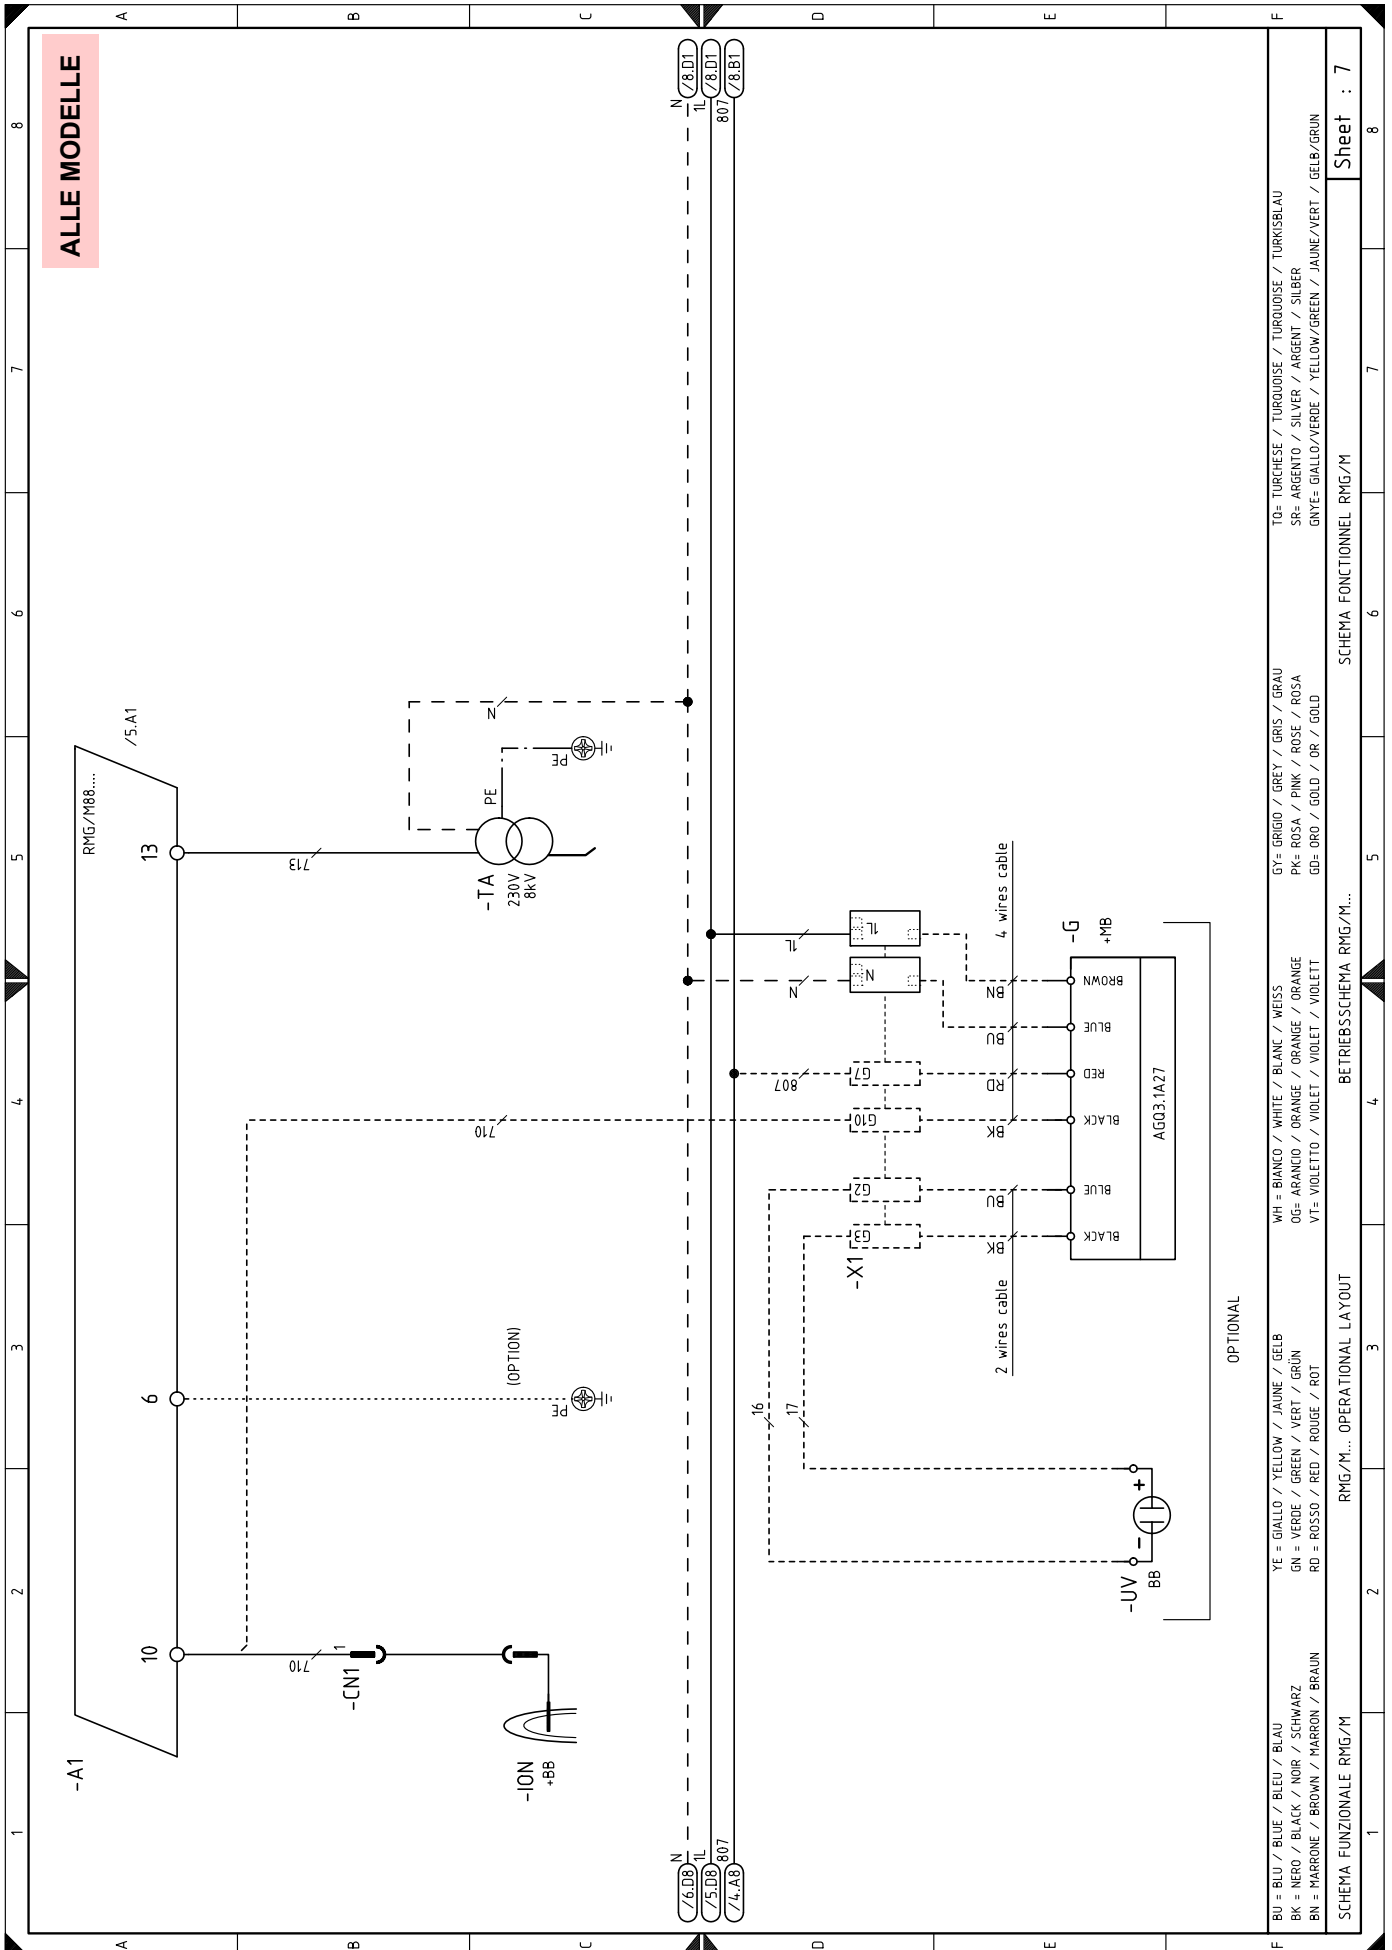 ALLE MODELLE
1
2
3
4
5
6
7
8
A
B
C
D
E
F
A
B
C
D
E
F
-A1
RMG/M88....
/5.A1
10
6
13
710
1
-CN1
-ION
+BB
PE
(OPTION)
710
713
-TA
230V
8kV
PE
PE
N
/6.D8
N
N
/8.D1
/5.D8
1L
1L
/8.D1
/4.A8
807
807
/8.B1
16
17
807
N
1L
-X1
G3
G2
G10
G7
N
1L
2 wires cable
4 wires cable
BK
BU
BK
RD
BU
BN
BLACK
BLUE
BLACK
RED
BLUE
BROWN
-G
+MB
AGQ3.1A27
-UV
BB
-
+
OPTIONAL
BU = BLU / BLUE / BLEU / BLAU
BK = NERO / BLACK / NOIR / SCHWARZ
BN = MARRONE / BROWN / MARRON / BRAUN
YE = GIALLO / YELLOW / JAUNE / GELB
GN = VERDE / GREEN / VERT / GRÜN
RD = ROSSO / RED / ROUGE / ROT
WH = BIANCO / WHITE / BLANC / WEISS
OG= ARANCIO / ORANGE / ORANGE / ORANGE
VT= VIOLETTO / VIOLET / VIOLET / VIOLETT
GY= GRIGIO / GREY / GRIS / GRAU
PK= ROSA / PINK / ROSE / ROSA
GD= ORO / GOLD / OR / GOLD
TQ= TURCHESE / TURQUOISE / TURQUOISE / TURKISBLAU
SR= ARGENTO / SILVER / ARGENT / SILBER
GNYE= GIALLO/VERDE / YELLOW/GREEN / JAUNE/VERT / GELB/GRUN
SCHEMA FUNZIONALE RMG/M
RMG/M... OPERATIONAL LAYOUT
BETRIEBSSCHEMA RMG/M...
SCHEMA FONCTIONNEL RMG/M
Sheet : 7
1
2
3
4
5
6
7
8